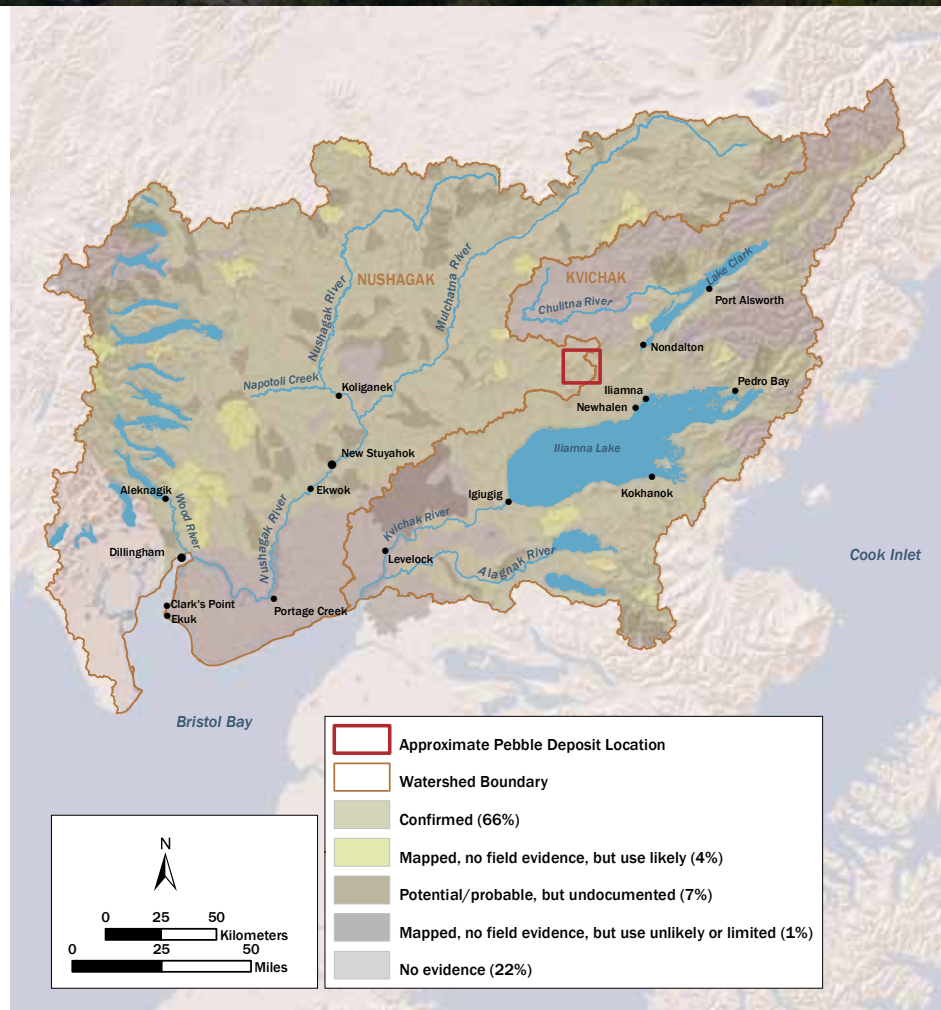 NUSHAGAK
KVICHAK
Nushagak River
Mulchatna River
Lake Clark
Chulitna River
Port Alsworth
Nondalton
Napotoli Creek
Koliganek
Iliamna
Pedro Bay
Newhalen
Iliamna Lake
New Stuyahok
Ekwok
Kokhanok
Aleknagik
Wood River
Nushagak River
Igiugig
Kvichak River
Levelock
Alagnak River
Dillingham
Cook Inlet
Clark's Point
Portage Creek
Ekuk
Bristol Bay
Approximate Pebble Deposit Location
Watershed Boundary
Confirmed (66%)
Mapped, no field evidence, but use likely (4%)
Potential/probable, but undocumented (7%)
Mapped, no field evidence, but use unlikely or limited (1%)
No evidence (22%)
N
0 25 50
Kilometers
0 25 50
Miles